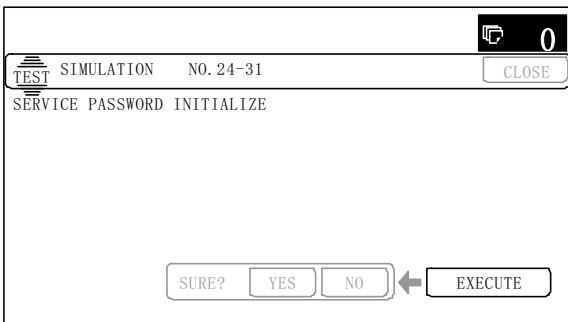 0
TEST SIMULATION NO.24-31 CLOSE
SERVICE PASSWORD INITIALIZE
SURE? YES NO EXECUTE